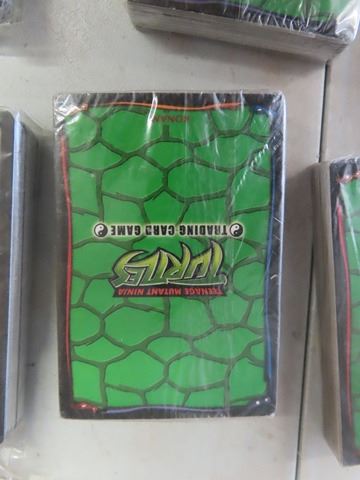 TEENAGE MUTANT NINJA
TURTLES
TRADING CARD GAME
KONAMI